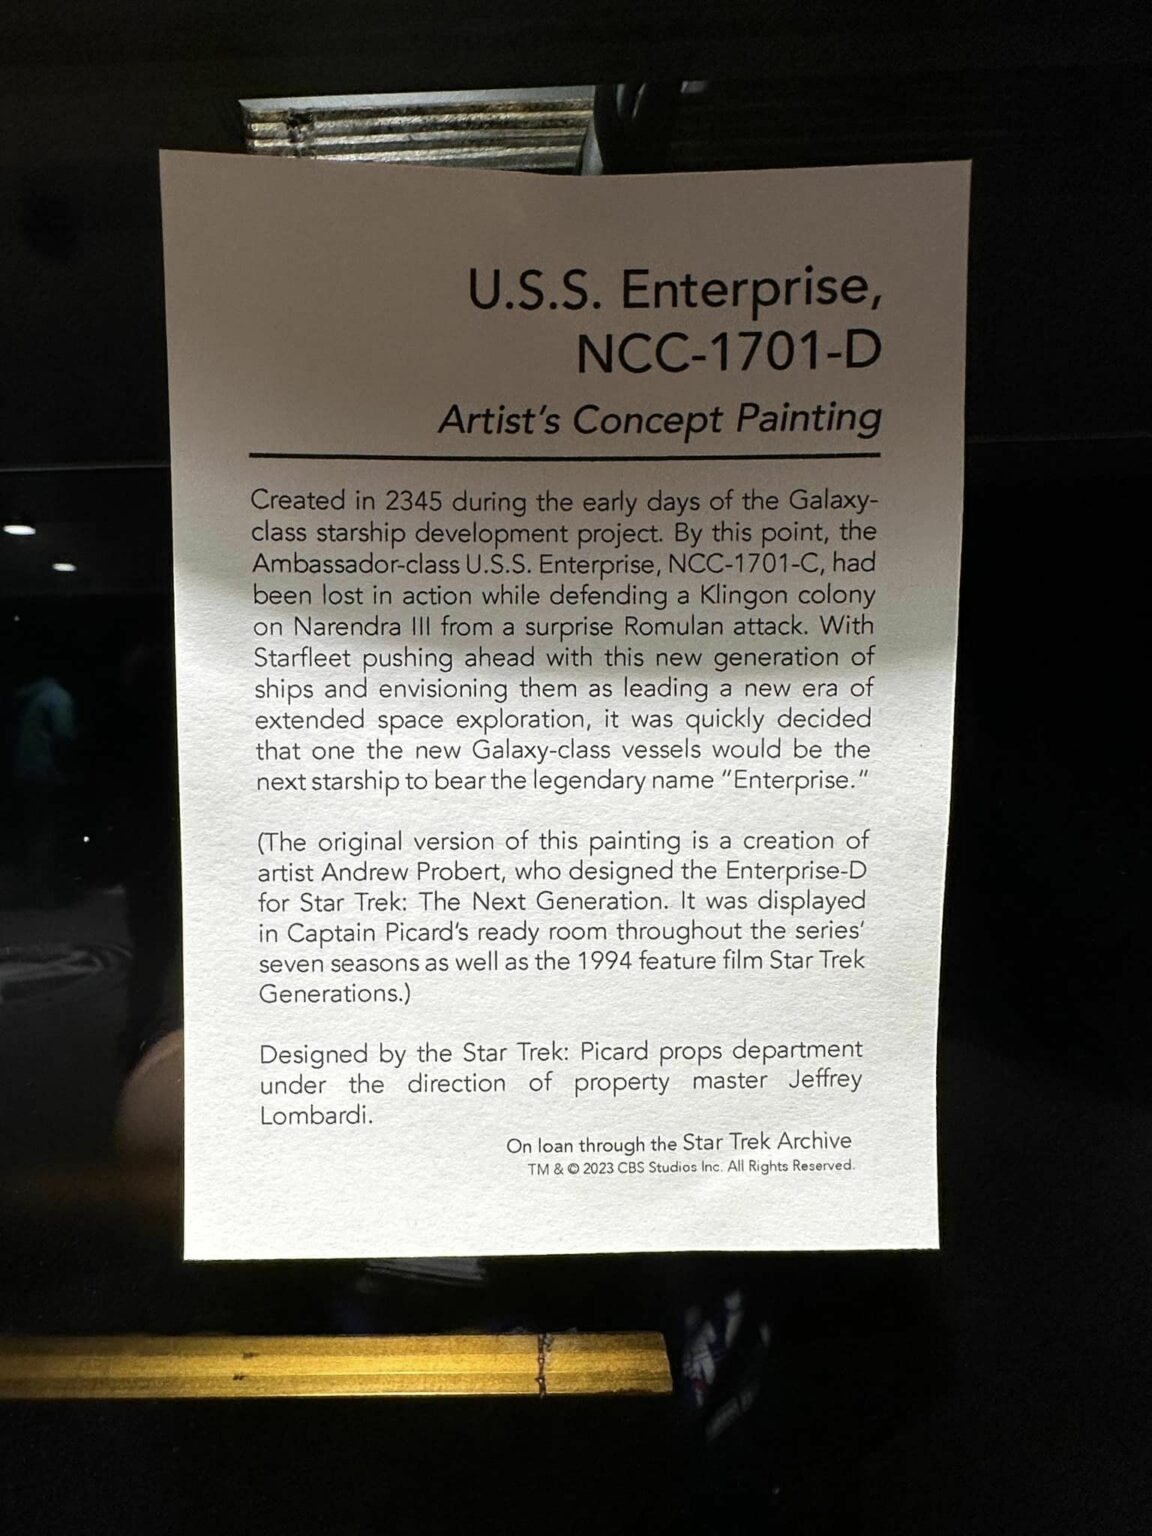 U.S.S. Enterprise,
NCC-1701-D
Artist's Concept Painting
Created in 2345 during the early days of the Galaxy-
class starship development project. By this point, the
Ambassador-class U.S.S. Enterprise, NCC-1701-C, had
been lost in action while defending a Klingon colony
on Narendra III from a surprise Romulan attack. With
Starfleet pushing ahead with this new generation of
ships and envisioning them as leading a new era of
extended space exploration, it was quickly decided
that one the new Galaxy-class vessels would be the
next starship to bear the legendary name "Enterprise."
(The original version of this painting is a creation of
artist Andrew Probert, who designed the Enterprise-D
for Star Trek: The Next Generation. It was displayed
in Captain Picard's ready room throughout the series'
seven seasons as well as the 1994 feature film Star Trek
Generations.)
Designed by the Star Trek: Picard props department
under the direction of property master Jeffrey
Lombardi.
On loan through the Star Trek Archive
TM & © 2023 CBS Studios Inc. All Rights Reserved.